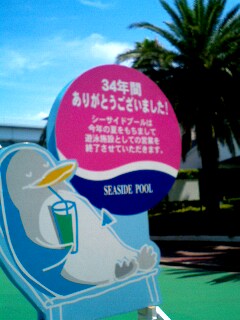 34年間
ありがとうございました!
シーサイドプールは
今年の夏をもちまして
遊泳施設としての営業を
終了させていただきます。
SEASIDE POOL